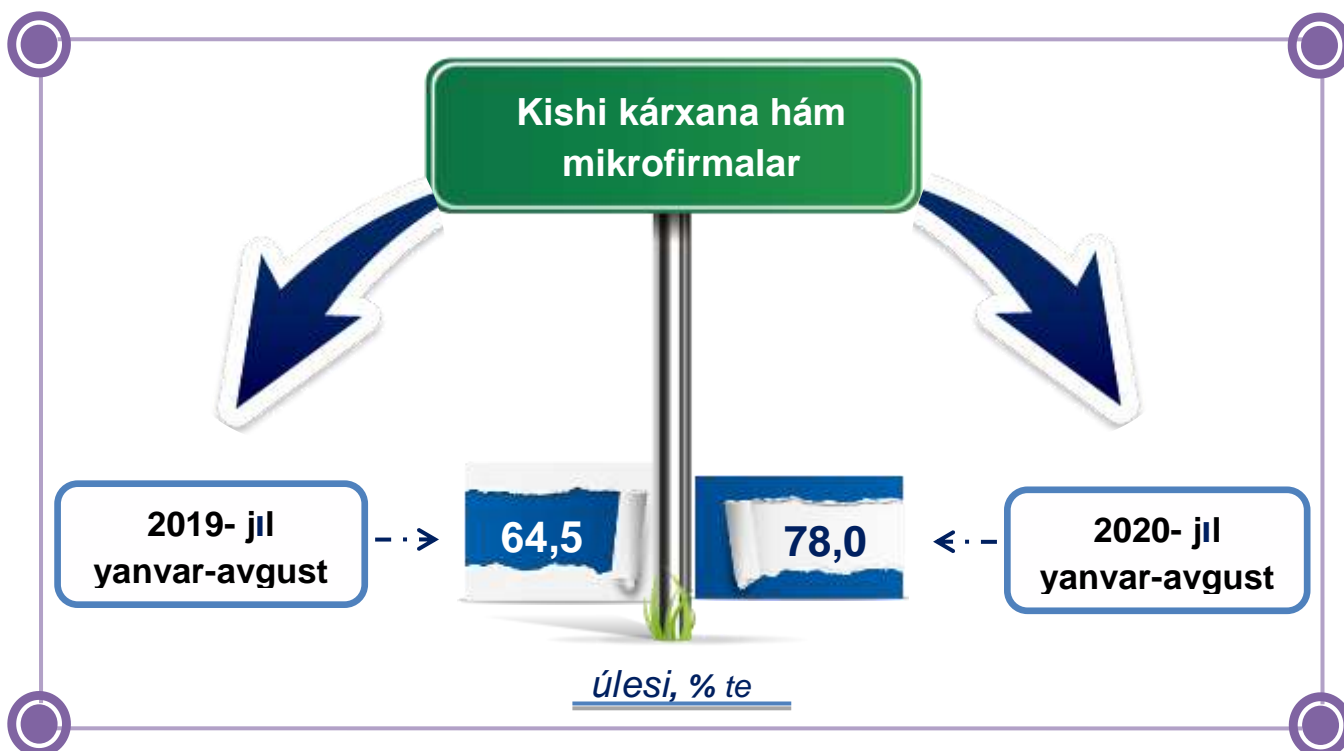 Kishi kárxana hám
mikrofirmalar
2019- jıl
yanvar-avgust
64,5
78,0
2020- jıl
yanvar-avgust
úlesi, % te